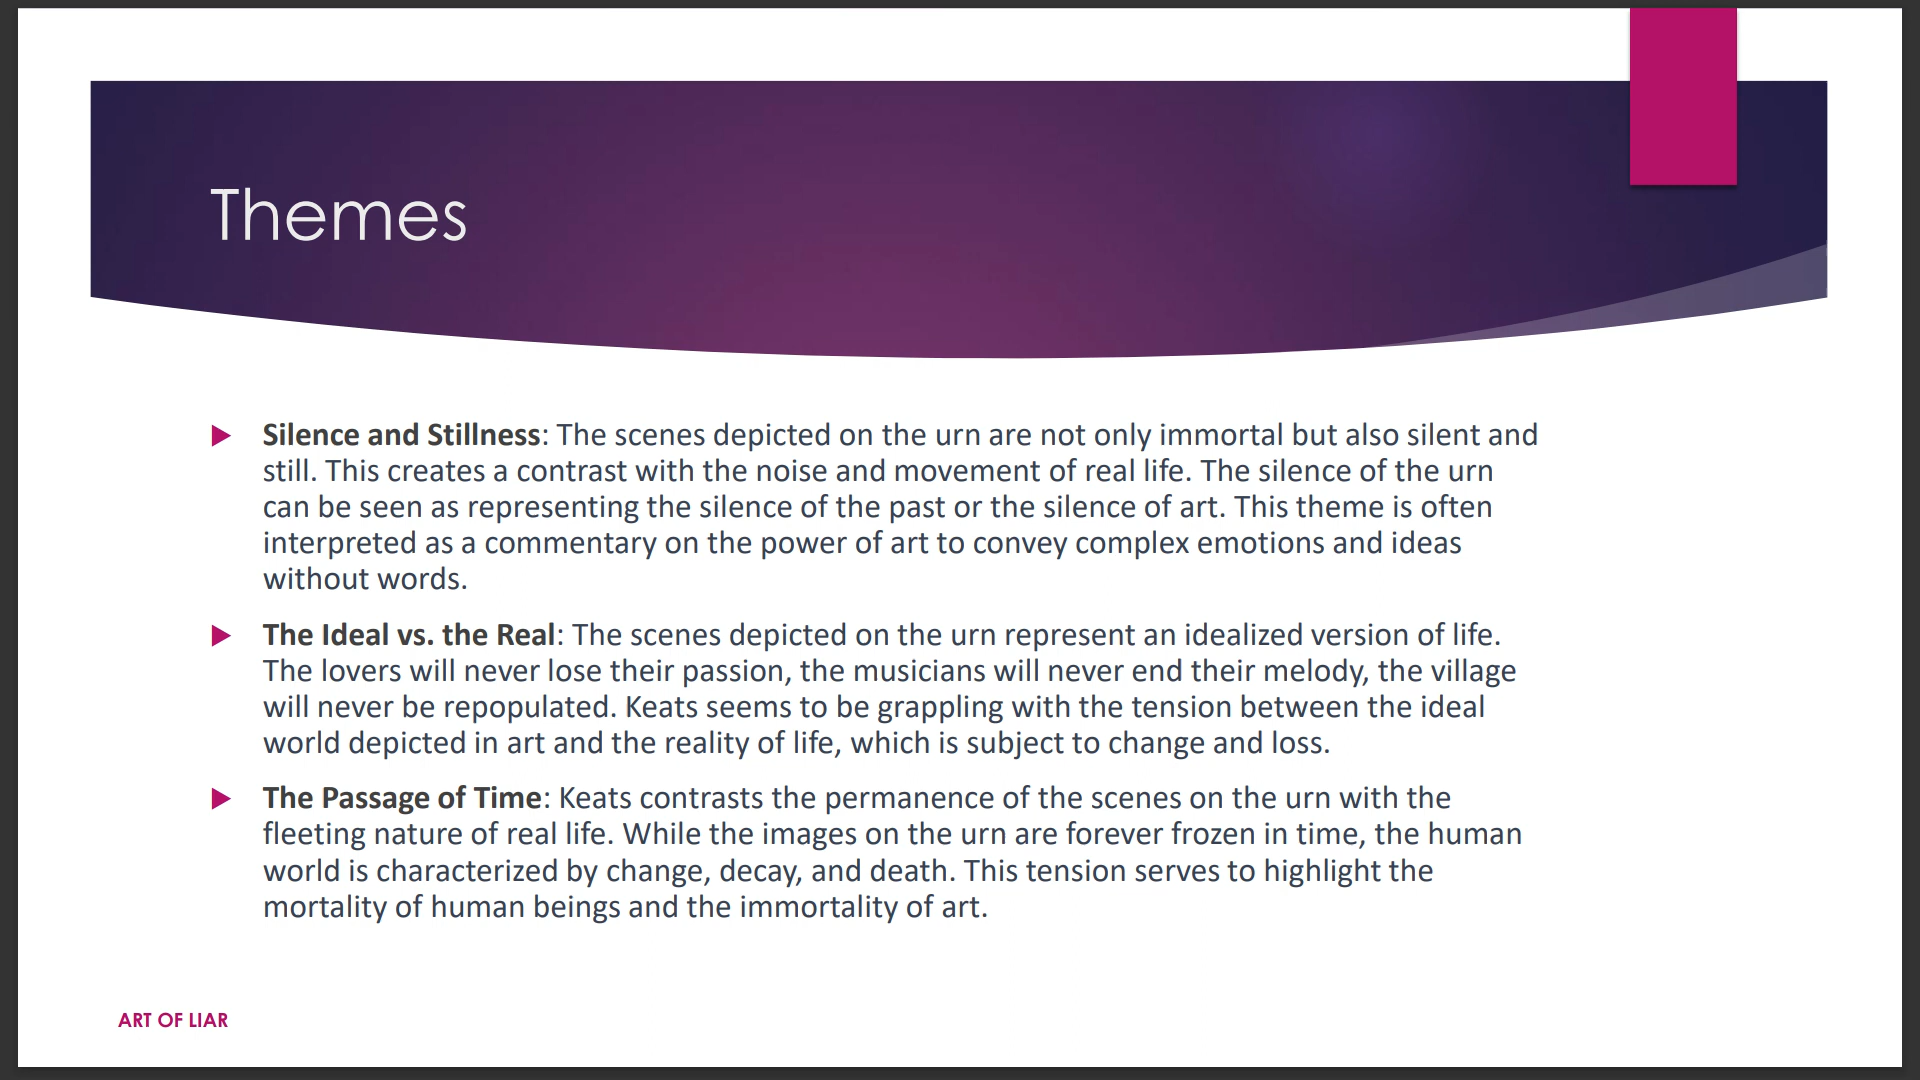 Themes
Silence and Stillness: The scenes depicted on the urn are not only immortal but also silent and
still. This creates a contrast with the noise and movement of real life. The silence of the urn
can be seen as representing the silence of the past or the silence of art. This theme is often
interpreted as a commentary on the power of art to convey complex emotions and ideas
without words.
The Ideal vs. the Real: The scenes depicted on the urn represent an idealized version of life.
The lovers will never lose their passion, the musicians will never end their melody, the village
will never be repopulated. Keats seems to be grappling with the tension between the ideal
world depicted in art and the reality of life, which is subject to change and loss.
The Passage of Time: Keats contrasts the permanence of the scenes on the urn with the
fleeting nature of real life. While the images on the urn are forever frozen in time, the human
world is characterized by change, decay, and death. This tension serves to highlight the
mortality of human beings and the immortality of art.
ART OF LIAR